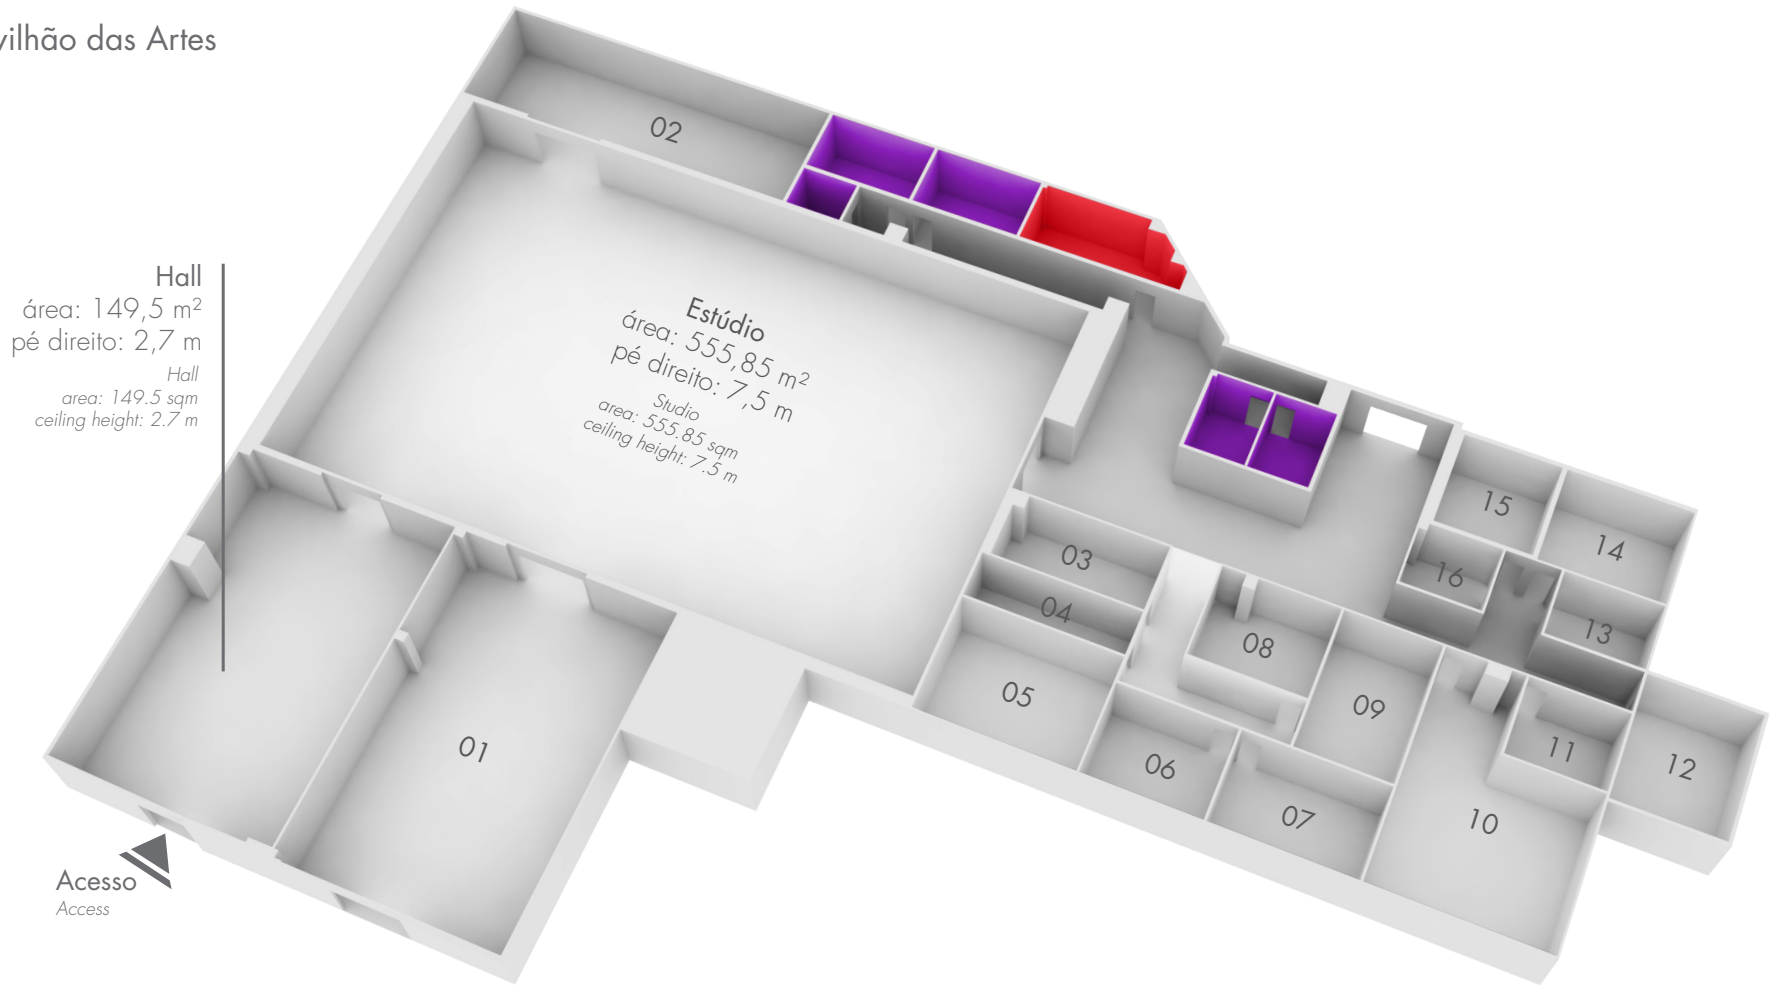 vilhão das Artes
02
Hall
área: 149,5 m²
pé direito: 2,7 m
Hall
area: 149.5 sqm
ceiling height: 2.7 m
Estúdio
área: 555,85 m²
pé direito: 7,5 m
Studio
area: 555.85 sqm
ceiling height: 7.5 m
15
14
03
16
04
13
08
05
09
01
11
06
12
07
10
Acesso
Access